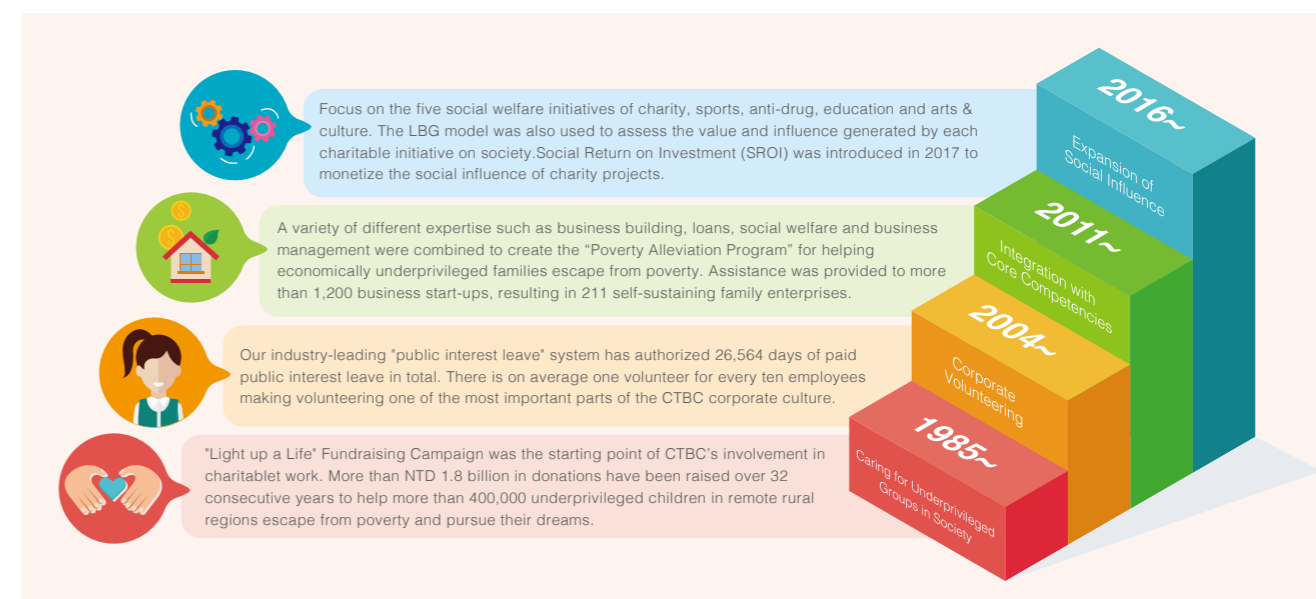 2016~
Expansion of
Social Influence
Focus on the five social welfare initiatives of charity, sports, anti-drug, education and arts &
culture. The LBG model was also used to assess the value and influence generated by each
charitable initiative on society.Social Return on Investment (SROI) was introduced in 2017 to
monetize the social influence of charity projects.
2011~
Integration with
Core Competencies
A variety of different expertise such as business building, loans, social welfare and business
management were combined to create the “Poverty Alleviation Program” for helping
economically underprivileged families escape from poverty. Assistance was provided to more
than 1,200 business start-ups, resulting in 211 self-sustaining family enterprises.
2004~
Corporate
Volunteering
Our industry-leading "public interest leave" system has authorized 26,564 days of paid
public interest leave in total. There is on average one volunteer for every ten employees
making volunteering one of the most important parts of the CTBC corporate culture.
1985~
Caring for Underprivileged
Groups in Society
"Light up a Life" Fundraising Campaign was the starting point of CTBC’s involvement in
charitablet work. More than NTD 1.8 billion in donations have been raised over 32
consecutive years to help more than 400,000 underprivileged children in remote rural
regions escape from poverty and pursue their dreams.
$
$